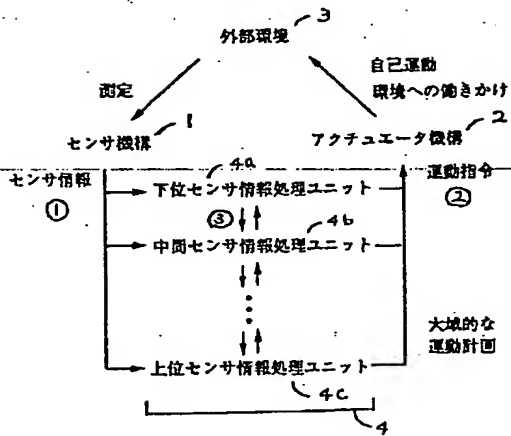 3
外部環境
測定
自己運動
環境への働きかけ
1
2
センサ機構
アクチュエータ機構
4a
センサ情報
下位センサ情報処理ユニット
運動指令
①
②
③
4b
中間センサ情報処理ユニット
大域的な
運動計画
上位センサ情報処理ユニット
4c
4